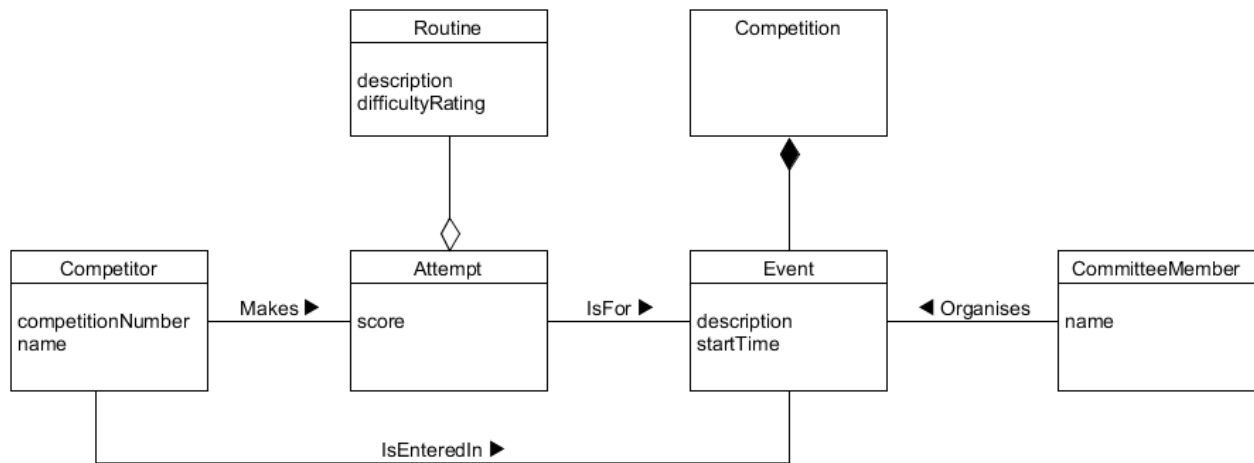 Routine
description
difficultyRating
Competition
Competitor
competitionNumber
name
Makes ▶
Attempt
score
IsFor ▶
Event
description
startTime
◀ Organises
CommitteeMember
name
IsEnteredIn ▶